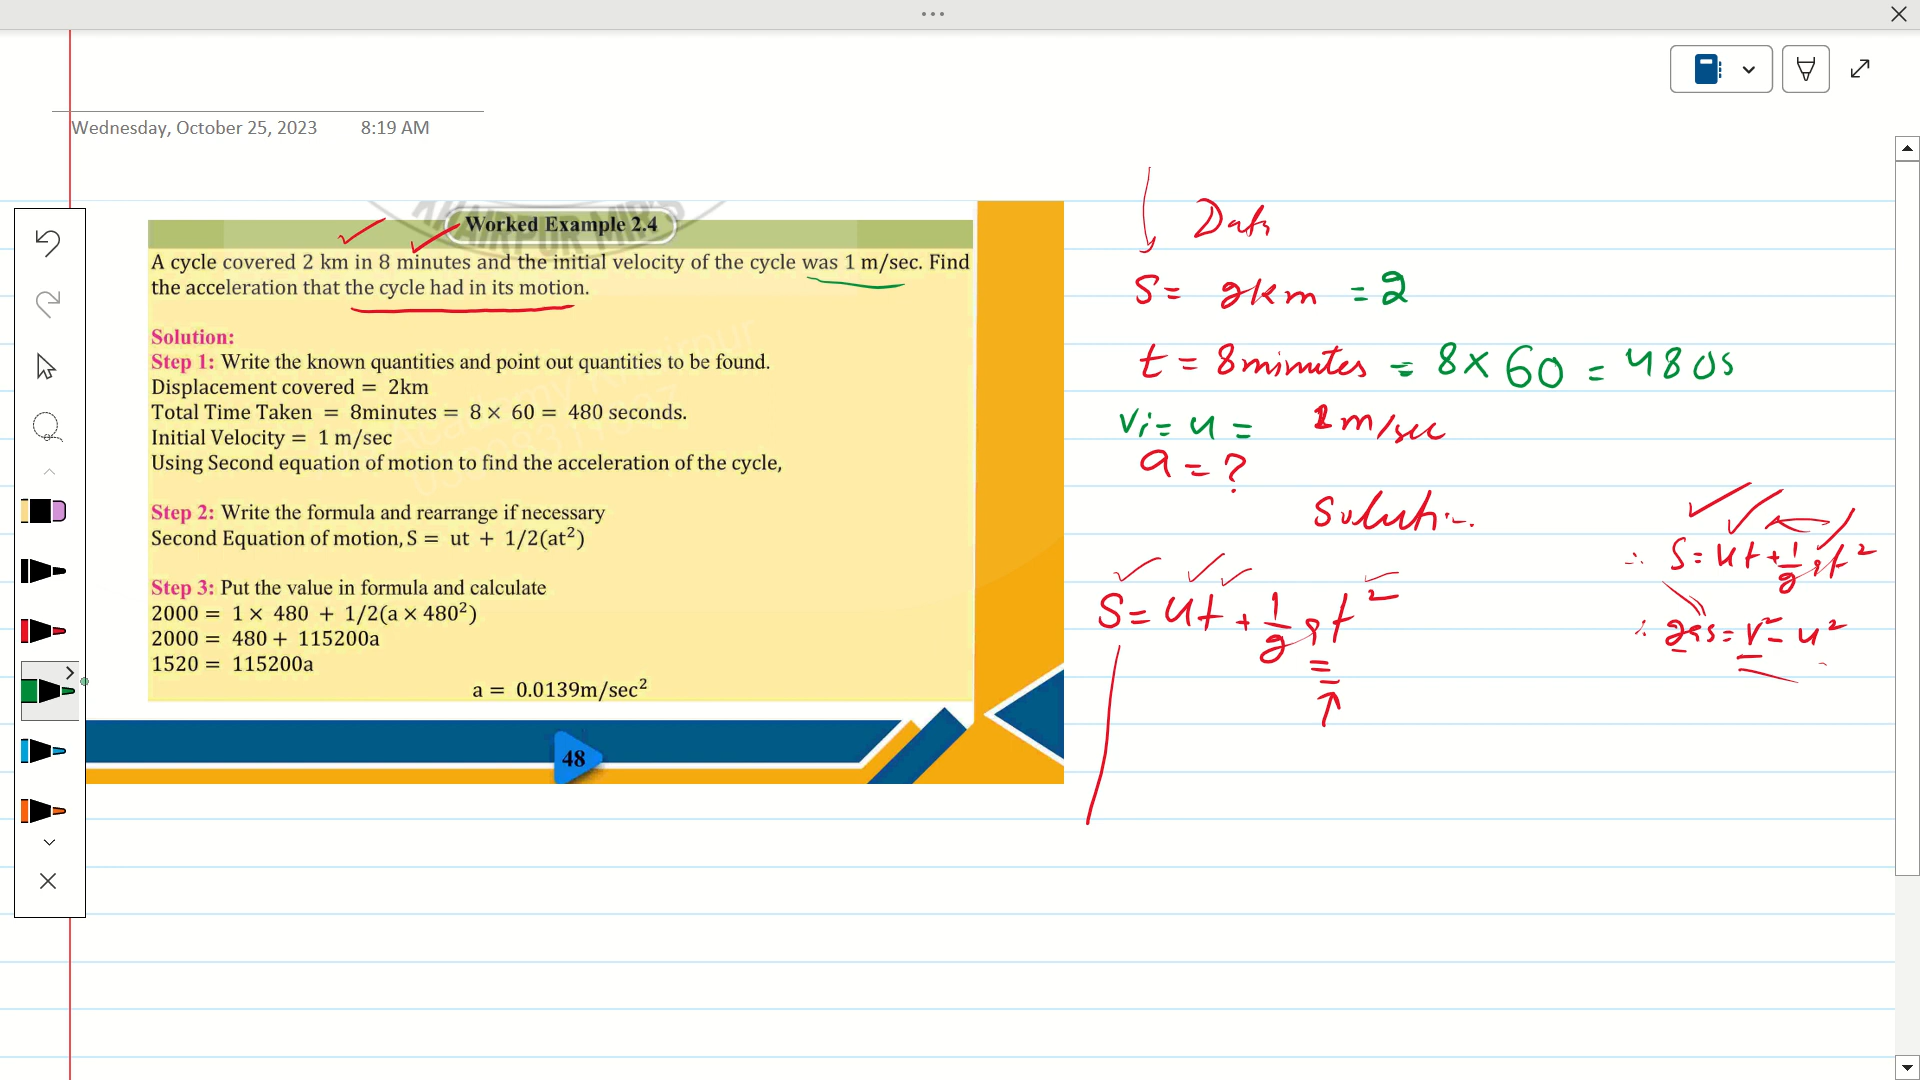 Wednesday, October 25, 2023 8:19 AM
Worked Example 2.4
A cycle covered 2 km in 8 minutes and the initial velocity of the cycle was 1 m/sec. Find
the acceleration that the cycle had in its motion.
Solution:
Step 1: Write the known quantities and point out quantities to be found.
Displacement covered = 2km
Total Time Taken = 8minutes = 8 × 60 = 480 seconds.
Initial Velocity = 1 m/sec
Using Second equation of motion to find the acceleration of the cycle,
Step 2: Write the formula and rearrange if necessary
Second Equation of motion, S = ut + 1/2(at²)
Step 3: Put the value in formula and calculate
2000 = 1 × 480 + 1/2(a × 480²)
2000 = 480 + 115200a
1520 = 115200a
a = 0.0139m/sec²
48
Data
S = 2km = 2
t = 8minutes = 8 × 60 = 480s
Vi = u = 1m/sec
a = ?
Solution.
S = ut + 1/2 at²
∴ S = ut + 1/2 at²
∴ 2as = v² - u²